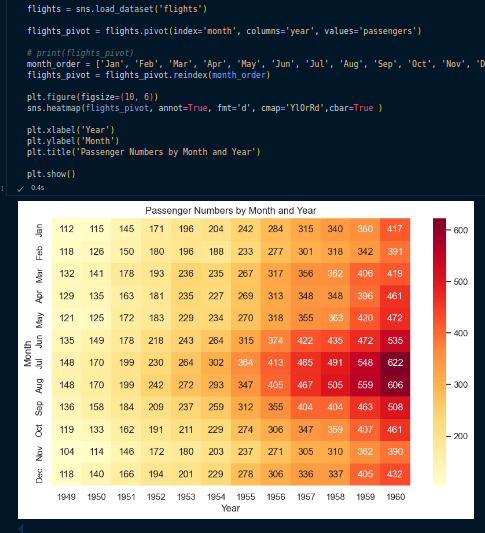 flights = sns.load_dataset('flights')
flights_pivot = flights.pivot(index='month', columns='year', values='passengers')
# print(flights_pivot)
month_order = ['Jan', 'Feb', 'Mar', 'Apr', 'May', 'Jun', 'Jul', 'Aug', 'Sep', 'Oct', 'Nov', 'D
flights_pivot = flights_pivot.reindex(month_order)
plt.figure(figsize=(10, 6))
sns.heatmap(flights_pivot, annot=True, fmt='d', cmap='YlOrRd',cbar=True )
plt.xlabel('Year')
plt.ylabel('Month')
plt.title('Passenger Numbers by Month and Year')
plt.show()
0.4s
Passenger Numbers by Month and Year
Jan 112 115 145 171 196 204 242 284 315 340 360 417
Feb 118 126 150 180 196 188 233 277 301 318 342 391
Mar 132 141 178 193 236 235 267 317 356 362 406 419
Apr 129 135 163 181 235 227 269 313 348 348 396 461
May 121 125 172 183 229 234 270 318 355 363 420 472
Jun 135 149 178 218 243 264 315 374 422 435 472 535
Jul 148 170 199 230 264 302 364 413 465 491 548 622
Aug 148 170 199 242 272 293 347 405 467 505 559 606
Sep 136 158 184 209 237 259 312 355 404 404 463 508
Oct 119 133 162 191 211 229 274 306 347 359 407 461
Nov 104 114 146 172 180 203 237 271 305 310 362 390
Dec 118 140 166 194 201 229 278 306 336 337 405 432
1949 1950 1951 1952 1953 1954 1955 1956 1957 1958 1959 1960
Year
Month
600
500
400
300
200